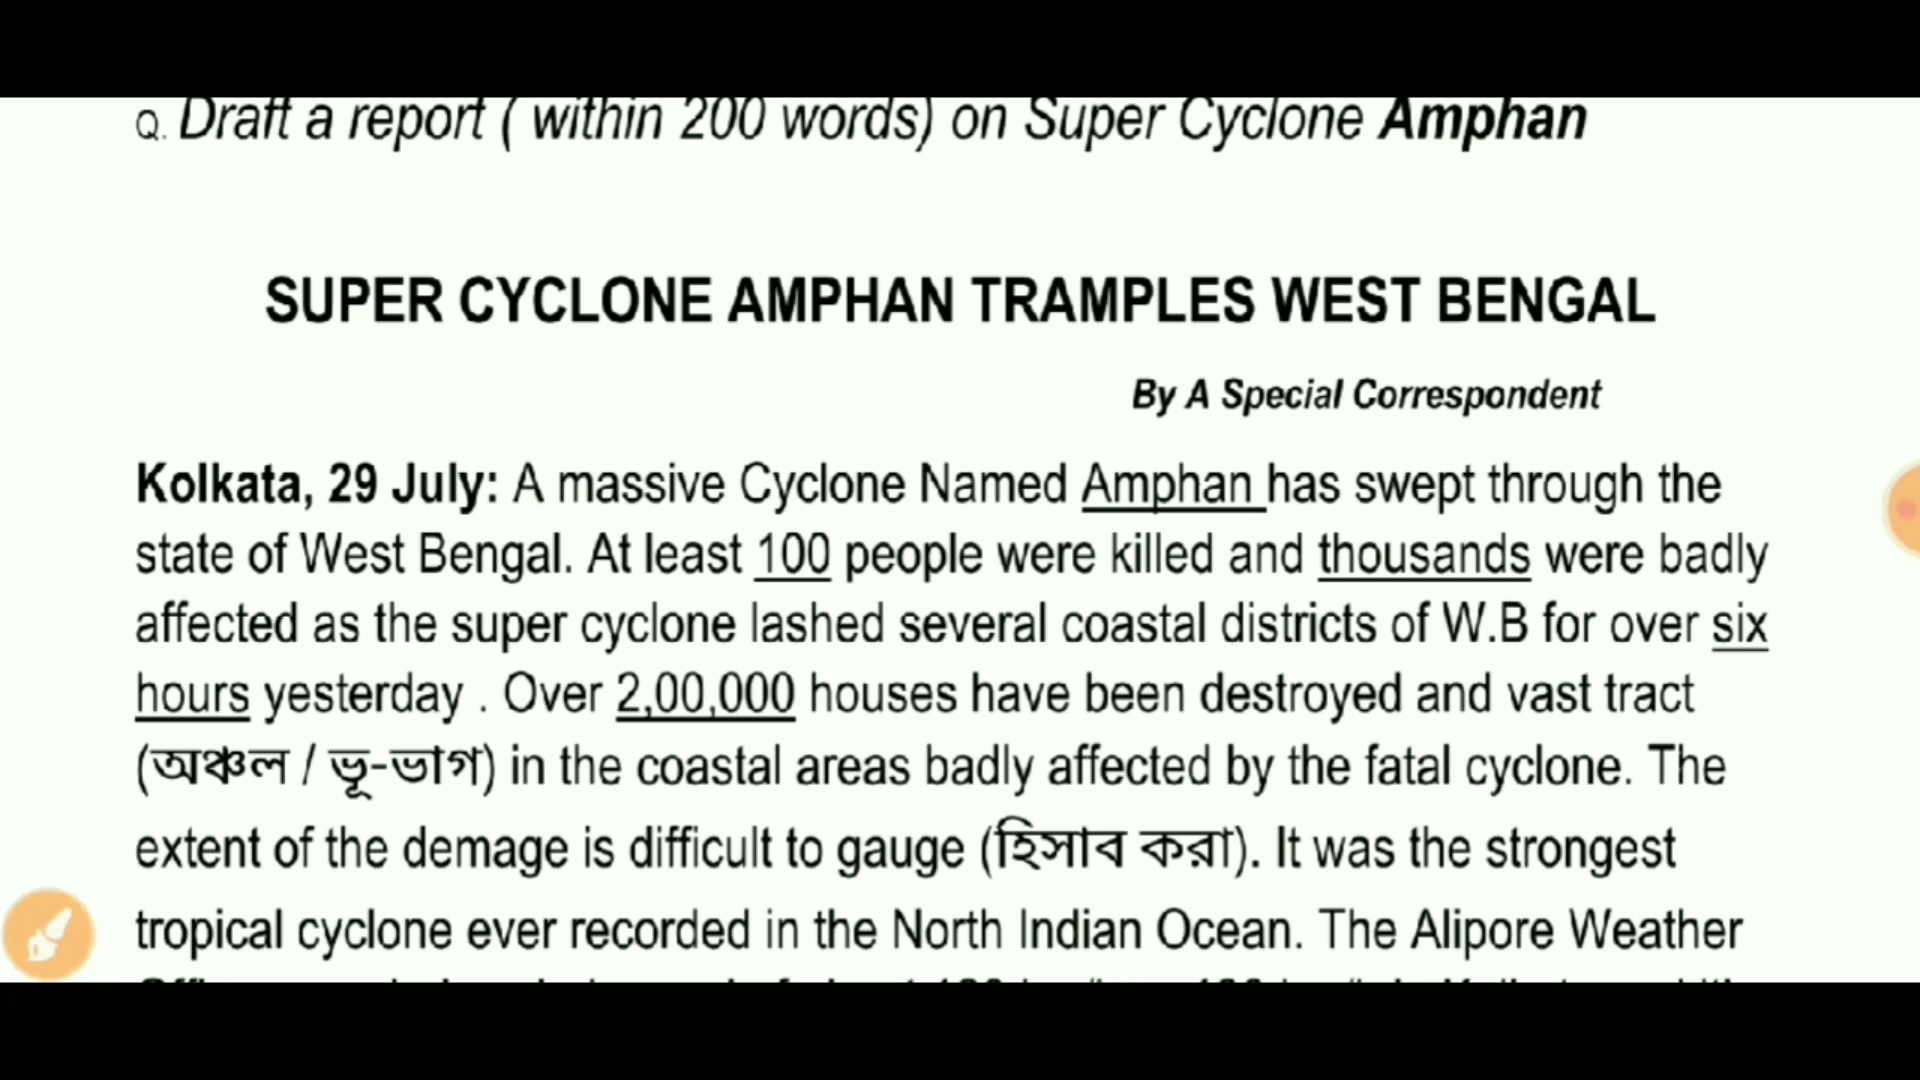 Q. Draft a report ( within 200 words) on Super Cyclone Amphan
SUPER CYCLONE AMPHAN TRAMPLES WEST BENGAL
By A Special Correspondent
Kolkata, 29 July: A massive Cyclone Named Amphan has swept through the
state of West Bengal. At least 100 people were killed and thousands were badly
affected as the super cyclone lashed several coastal districts of W.B for over six
hours yesterday . Over 2,00,000 houses have been destroyed and vast tract
(অঞ্চল / ভূ-ভাগ) in the coastal areas badly affected by the fatal cyclone. The
extent of the demage is difficult to gauge (হিসাব করা). It was the strongest
tropical cyclone ever recorded in the North Indian Ocean. The Alipore Weather